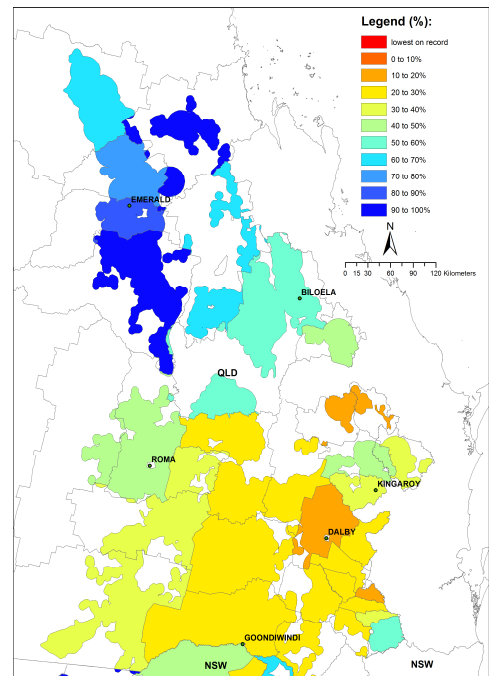 Legend (%):
lowest on record
0 to 10%
10 to 20%
20 to 30%
30 to 40%
40 to 50%
50 to 60%
60 to 70%
70 to 80%
80 to 90%
90 to 100%
N
0 15 30 60 90 120 Kilometers
EMERALD
BILOELA
QLD
ROMA
KINGAROY
DALBY
GOONDIWINDI
NSW
NSW